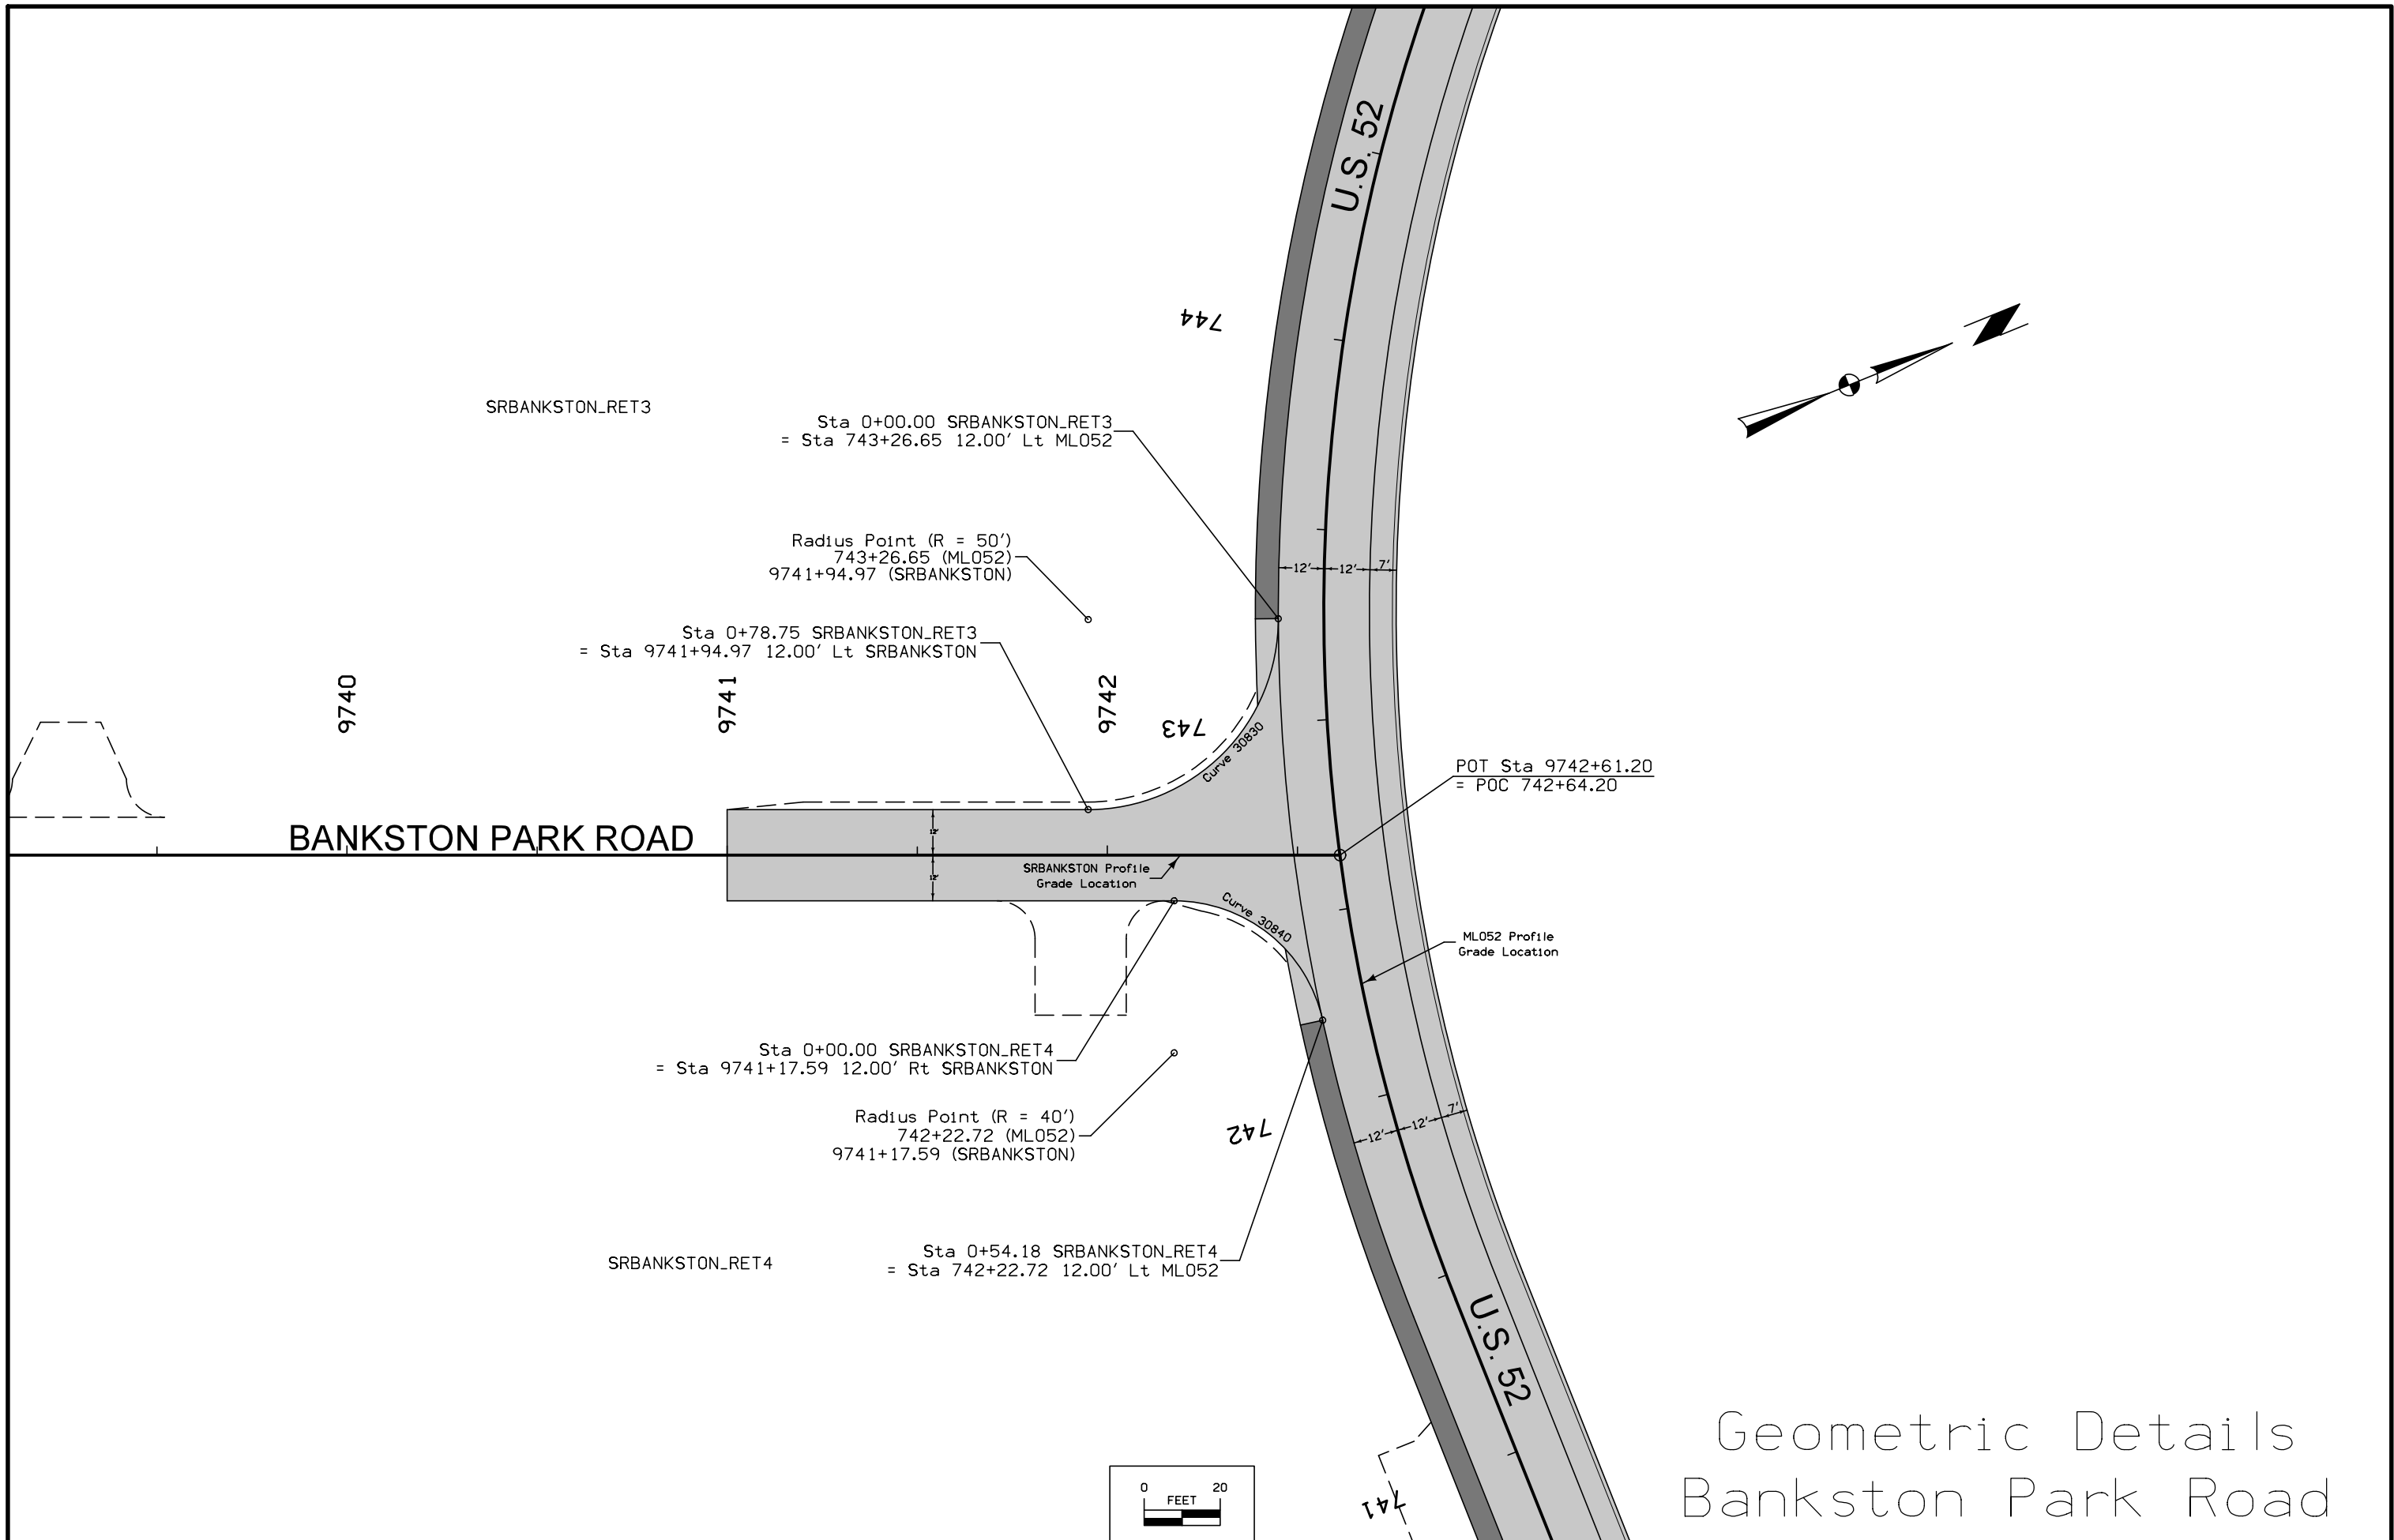 U.S. 52
744
N
SRBANKSTON_RET3
Sta 0+00.00 SRBANKSTON_RET3
= Sta 743+26.65 12.00' Lt ML052
Radius Point (R = 50')
743+26.65 (ML052)
9741+94.97 (SRBANKSTON)
12' 12' 7'
Sta 0+78.75 SRBANKSTON_RET3
= Sta 9741+94.97 12.00' Lt SRBANKSTON
9740
9741
9742
743
Curve 30830
POT Sta 9742+61.20
= POC 742+64.20
BANKSTON PARK ROAD
12'
12'
SRBANKSTON Profile
Grade Location
Curve 30840
ML052 Profile
Grade Location
Sta 0+00.00 SRBANKSTON_RET4
= Sta 9741+17.59 12.00' Rt SRBANKSTON
Radius Point (R = 40')
742+22.72 (ML052)
9741+17.59 (SRBANKSTON)
742
12' 12' 7'
SRBANKSTON_RET4
Sta 0+54.18 SRBANKSTON_RET4
= Sta 742+22.72 12.00' Lt ML052
U.S. 52
741
0 20
FEET
Geometric Details
Bankston Park Road